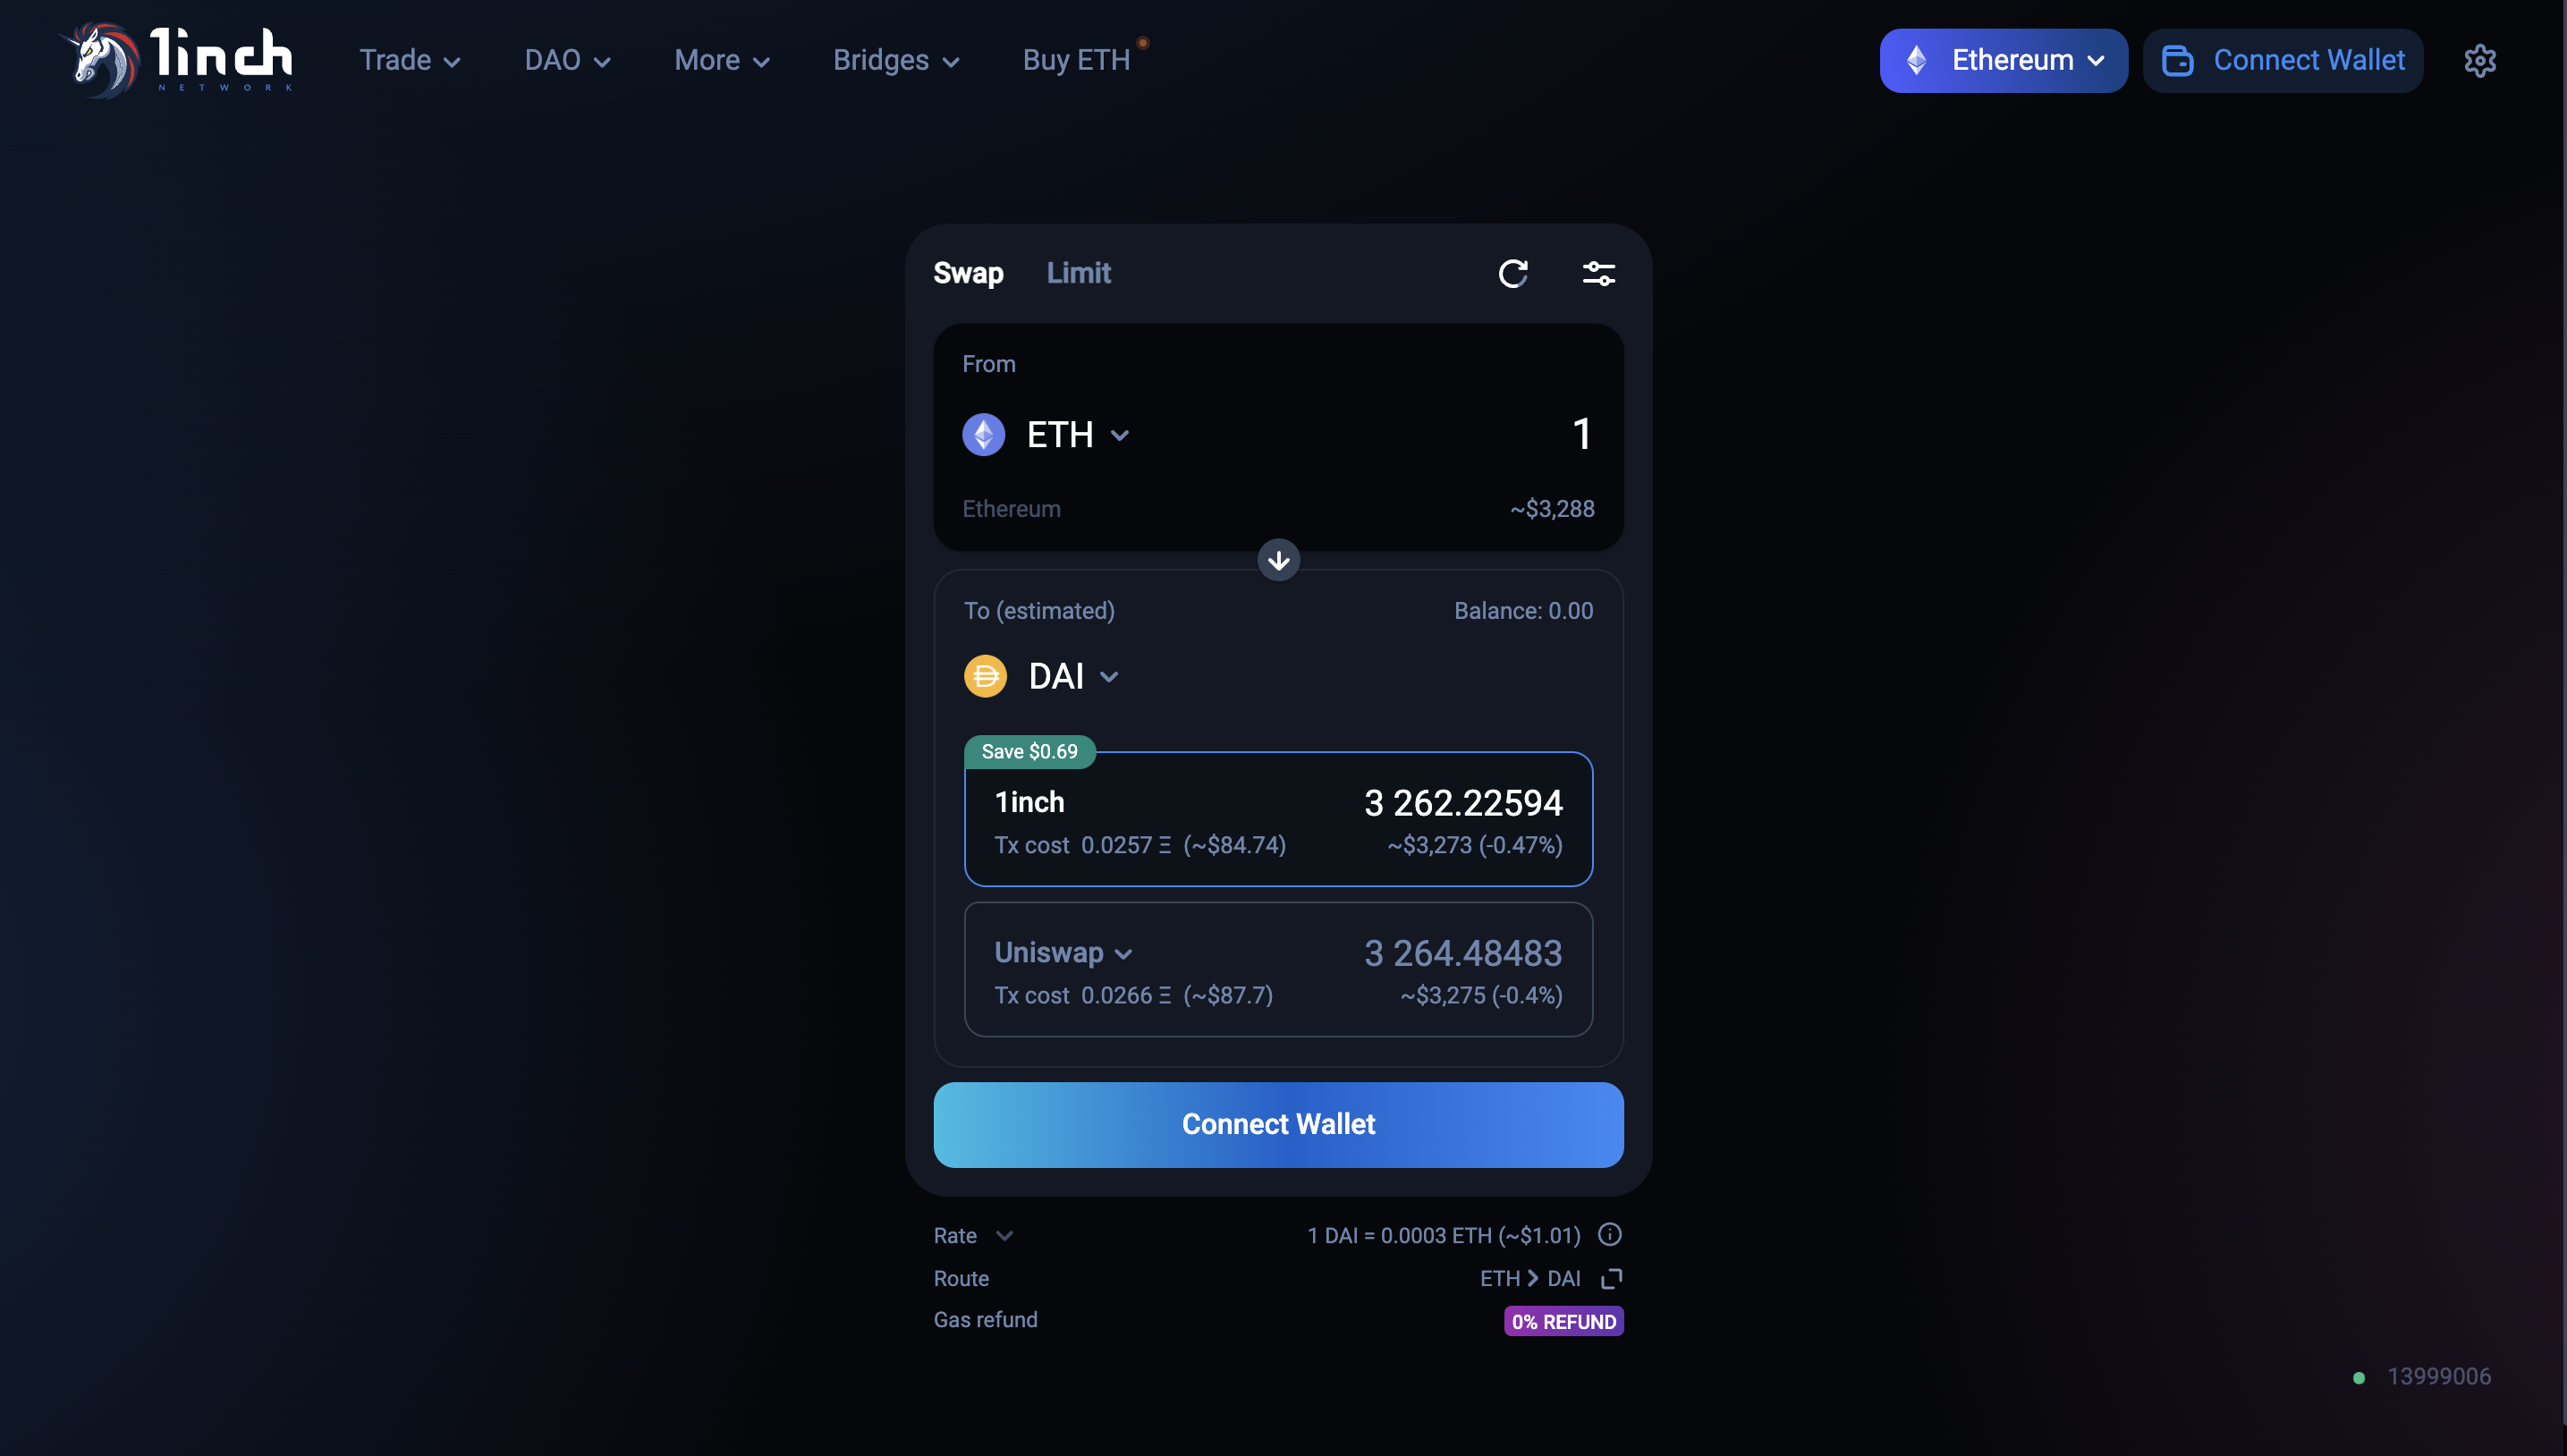 1inch
NETWORK
Trade
DAO
More
Bridges
Buy ETH
Ethereum
Connect Wallet
Swap
Limit
From
ETH
1
Ethereum
~$3,288
To (estimated)
Balance: 0.00
DAI
Save $0.69
1inch
3 262.22594
Tx cost 0.0257 Ξ (~$84.74)
~$3,273 (-0.47%)
Uniswap
3 264.48483
Tx cost 0.0266 Ξ (~$87.7)
~$3,275 (-0.4%)
Connect Wallet
Rate
1 DAI = 0.0003 ETH (~$1.01)
Route
ETH > DAI
Gas refund
0% REFUND
13999006